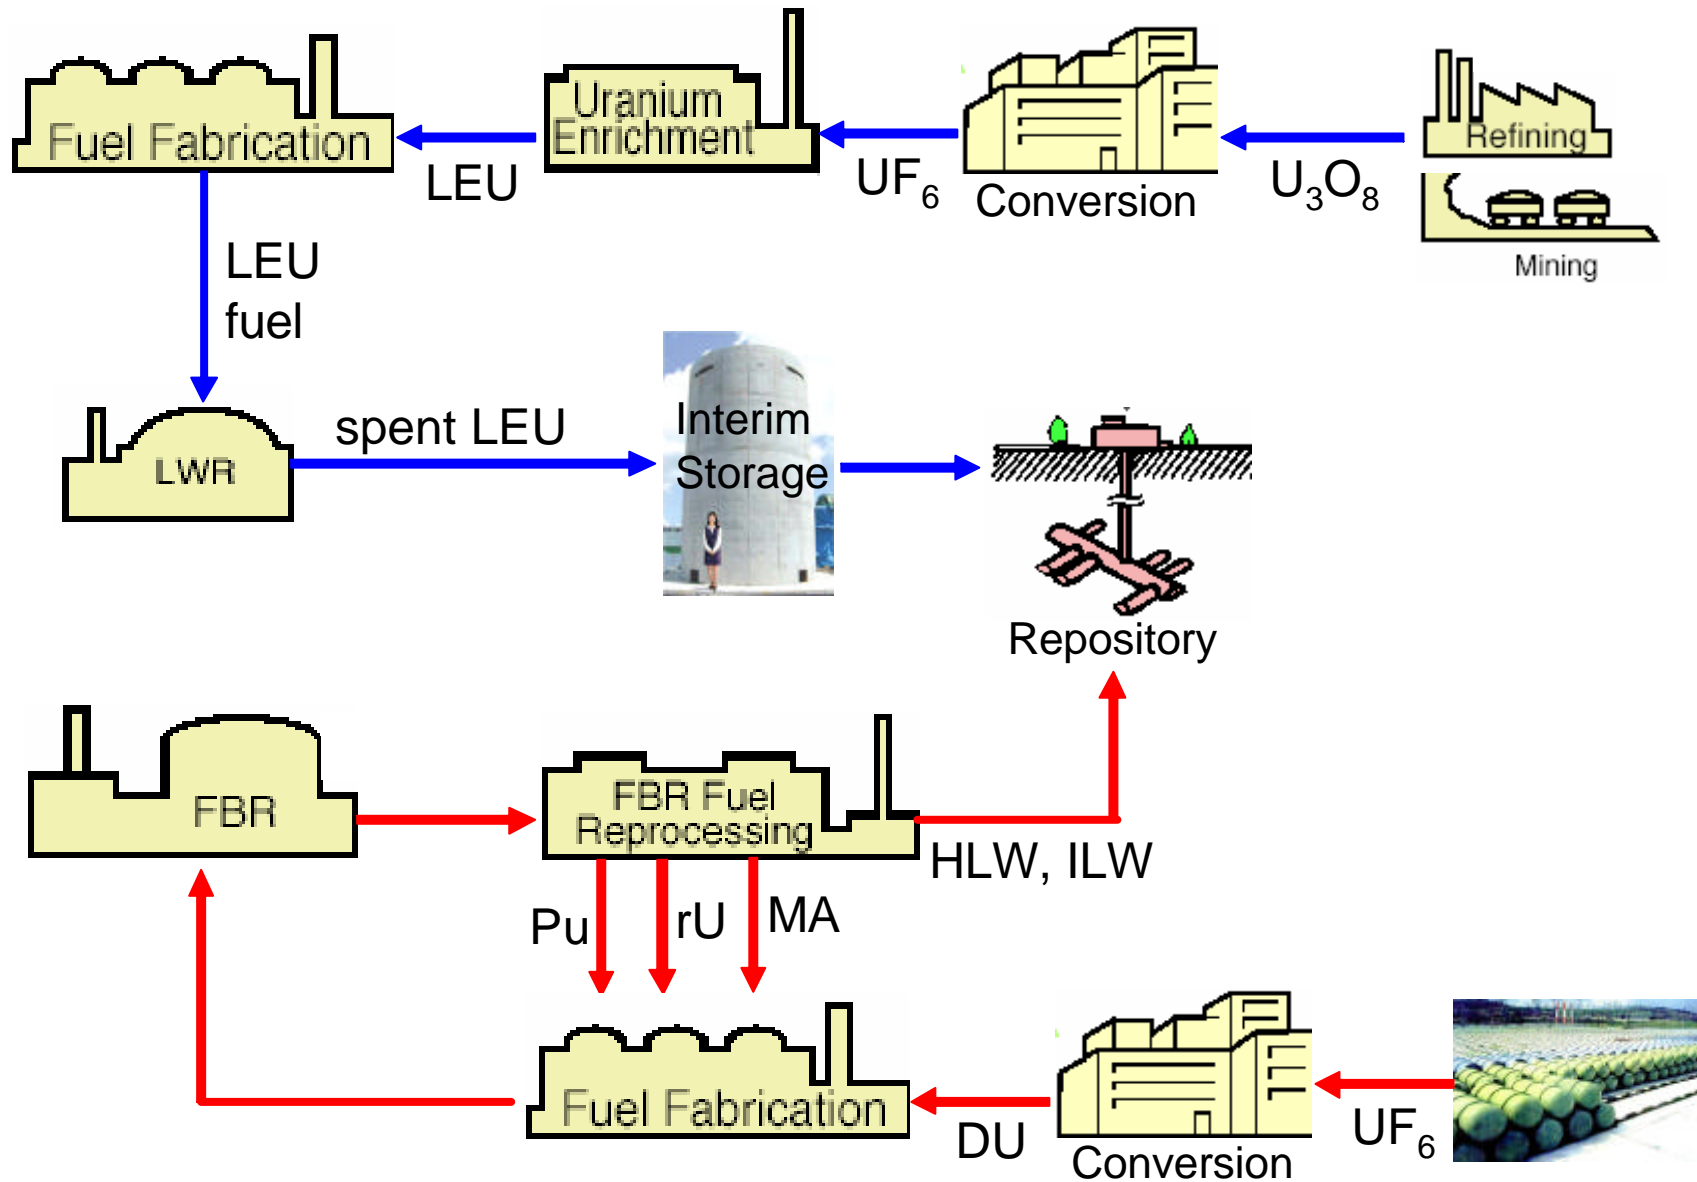 Fuel Fabrication
LEU
Uranium
Enrichment
UF6
Conversion
U3O8
Refining
Mining
LEU
fuel
LWR
spent LEU
Interim
Storage
Repository
FBR
FBR Fuel
Reprocessing
HLW, ILW
Pu
rU
MA
Fuel Fabrication
DU
Conversion
UF6